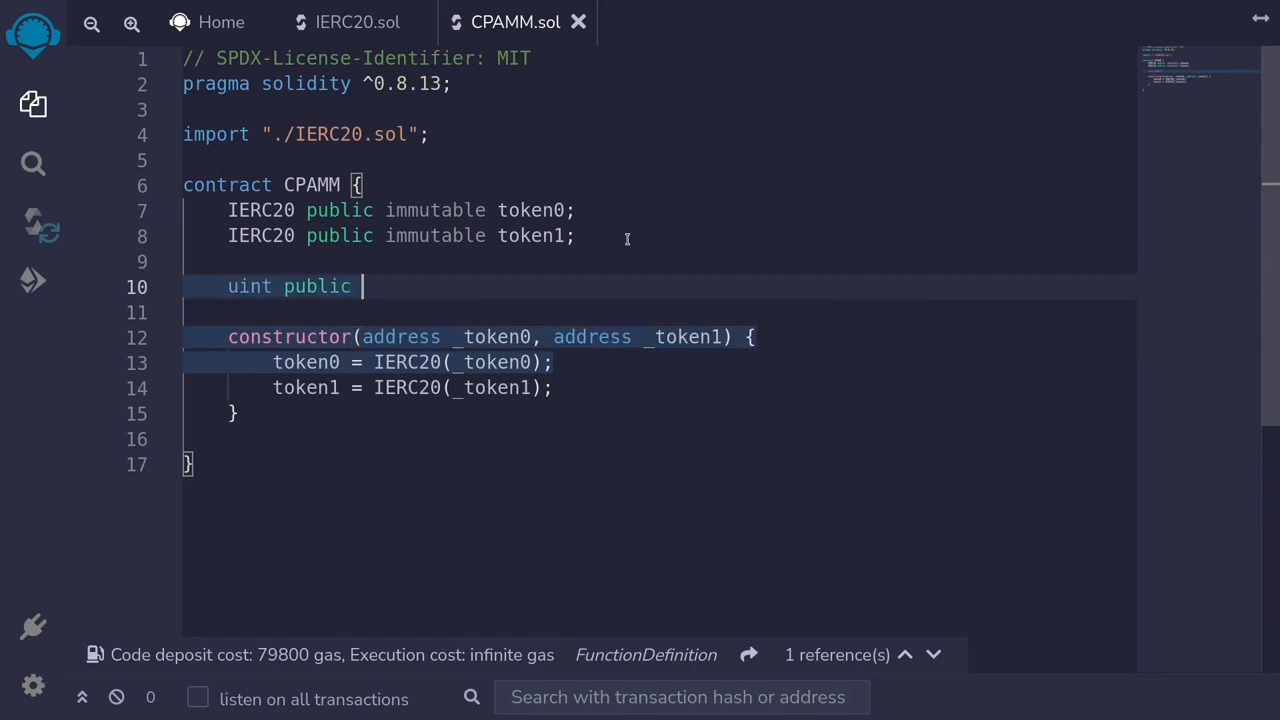 Home IERC20.sol CPAMM.sol
1 // SPDX-License-Identifier: MIT
2 pragma solidity ^0.8.13;
3
4 import "./IERC20.sol";
5
6 contract CPAMM {
7 IERC20 public immutable token0;
8 IERC20 public immutable token1;
9
10 uint public
11
12 constructor(address _token0, address _token1) {
13 token0 = IERC20(_token0);
14 token1 = IERC20(_token1);
15 }
16
17 }
Code deposit cost: 79800 gas, Execution cost: infinite gas FunctionDefinition 1 reference(s)
0 listen on all transactions Search with transaction hash or address